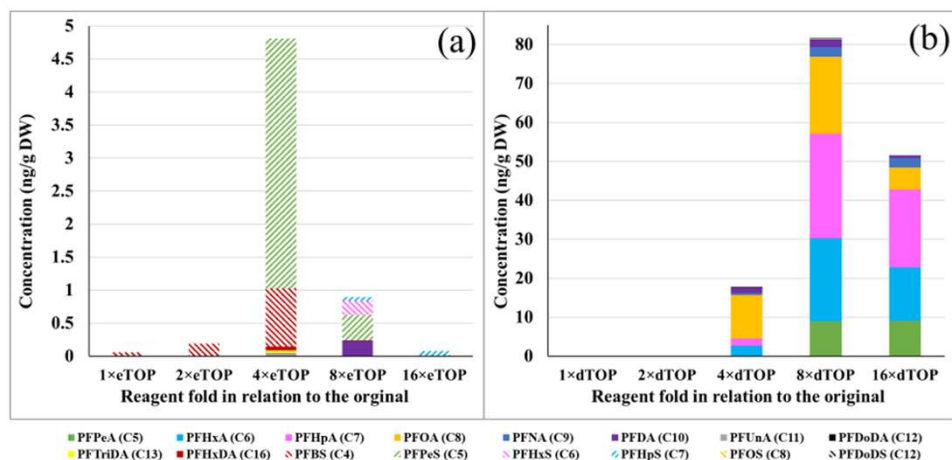 (a)
Concentration (ng/g DW)
5
4.5
4
3.5
3
2.5
2
1.5
1
0.5
0
1×eTOP 2×eTOP 4×eTOP 8×eTOP 16×eTOP
Reagent fold in relation to the orginal
(b)
Concentration (ng/g DW)
80
70
60
50
40
30
20
10
0
1×dTOP 2×dTOP 4×dTOP 8×dTOP 16×dTOP
Reagent fold in relation to the orginal
PFPeA (C5) PFHxA (C6) PFHpA (C7) PFOA (C8) PFNA (C9) PFDA (C10) PFUnA (C11) PFDoDA (C12)
PFTriDA (C13) PFHxDA (C16) PFBS (C4) PFPeS (C5) PFHxS (C6) PFHpS (C7) PFOS (C8) PFDoDS (C12)